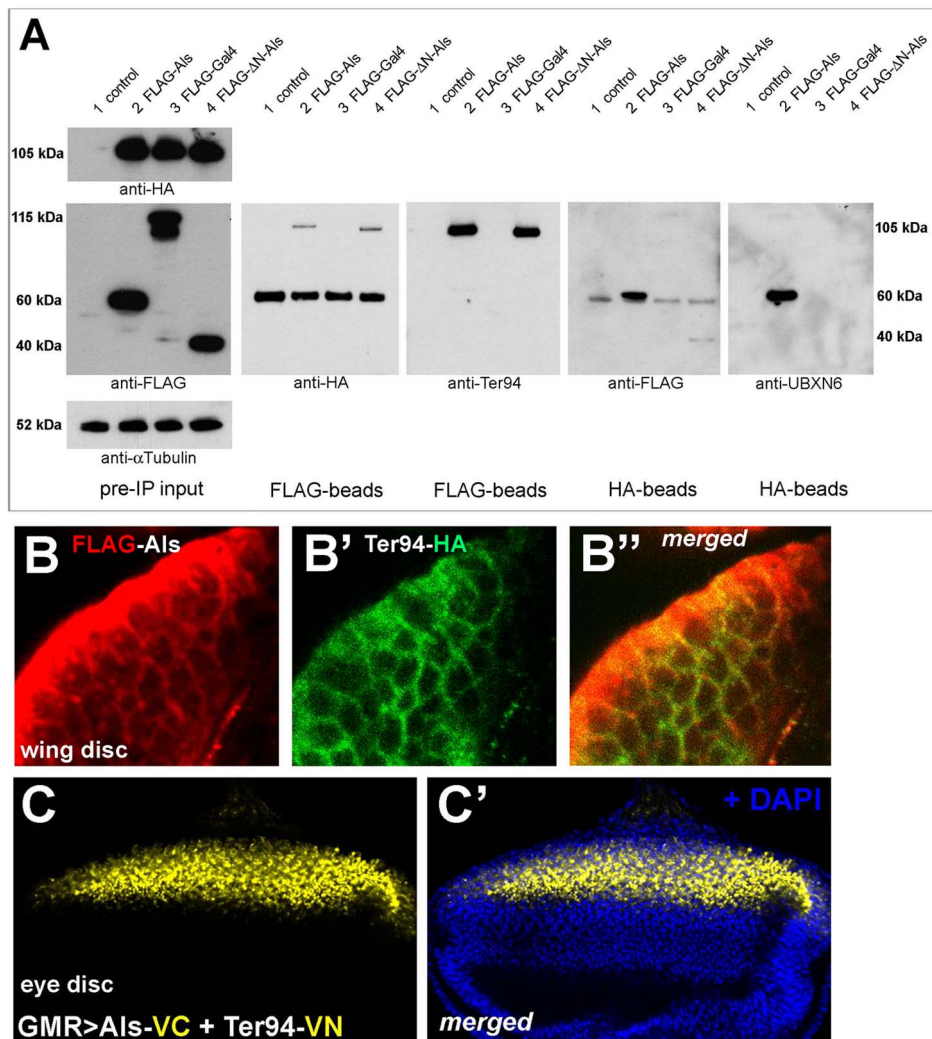 A
1 control 2 FLAG-Als 3 FLAG-Gal4 4 FLAG-ΔN-Als 1 control 2 FLAG-Als 3 FLAG-Gal4 4 FLAG-ΔN-Als 1 control 2 FLAG-Als 3 FLAG-Gal4 4 FLAG-ΔN-Als 1 control 2 FLAG-Als 3 FLAG-Gal4 4 FLAG-ΔN-Als 1 control 2 FLAG-Als 3 FLAG-Gal4 4 FLAG-ΔN-Als
105 kDa
anti-HA
115 kDa 105 kDa
60 kDa 60 kDa
40 kDa 40 kDa
anti-FLAG anti-HA anti-Ter94 anti-FLAG anti-UBXN6
52 kDa
anti-αTubulin
pre-IP input FLAG-beads FLAG-beads HA-beads HA-beads
B FLAG-Als B' Ter94-HA B'' merged
wing disc
C C' + DAPI
eye disc
GMR>Als-VC + Ter94-VN merged